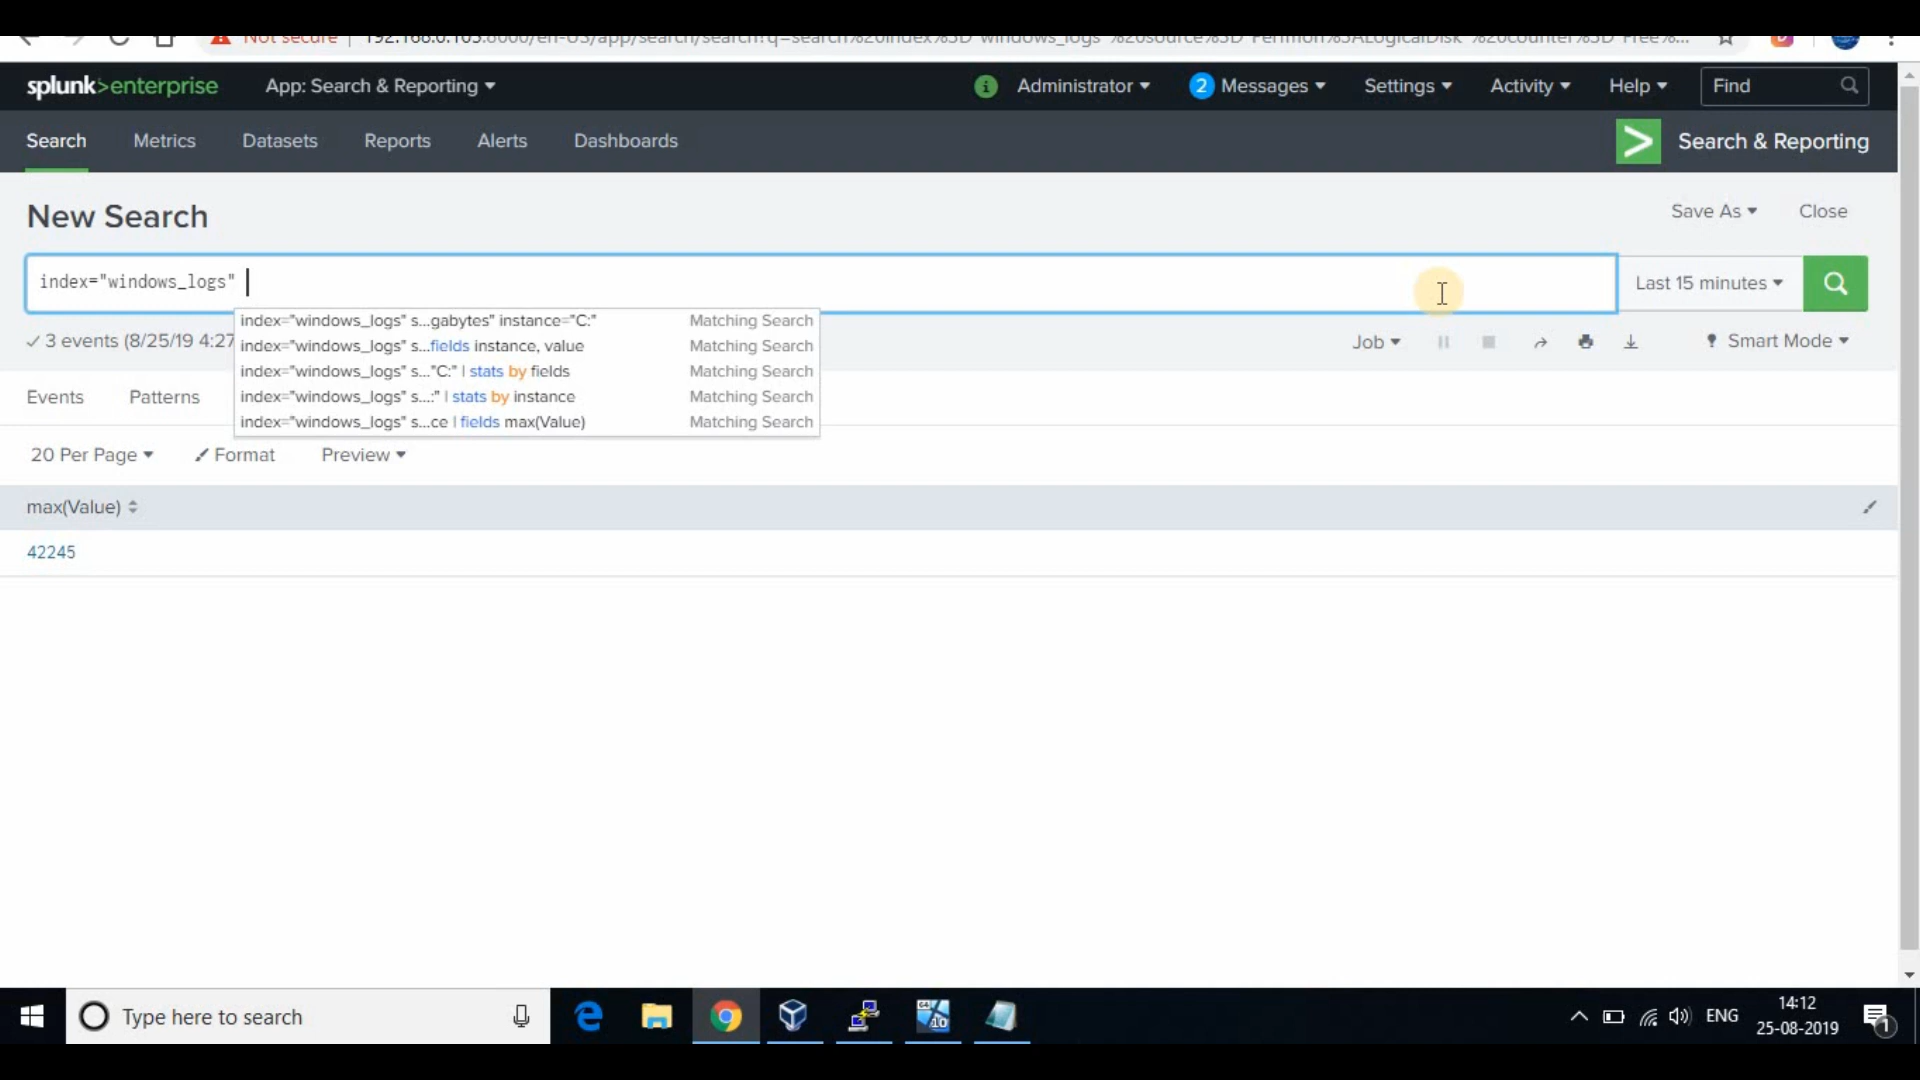 Not secure
splunk>enterprise App: Search & Reporting
i Administrator 2 Messages Settings Activity Help Find
Search Metrics Datasets Reports Alerts Dashboards
Search & Reporting
New Search
Save As Close
index="windows_logs"
Last 15 minutes
index="windows_logs" s...gabytes" instance="C:" Matching Search
index="windows_logs" s...fields instance, value Matching Search
index="windows_logs" s..."C:" | stats by fields Matching Search
index="windows_logs" s...:" | stats by instance Matching Search
index="windows_logs" s...ce | fields max(Value) Matching Search
3 events (8/25/19 4:27
Job Smart Mode
Events Patterns
20 Per Page Format Preview
max(Value)
42245
Type here to search
ENG
14:12
25-08-2019
1